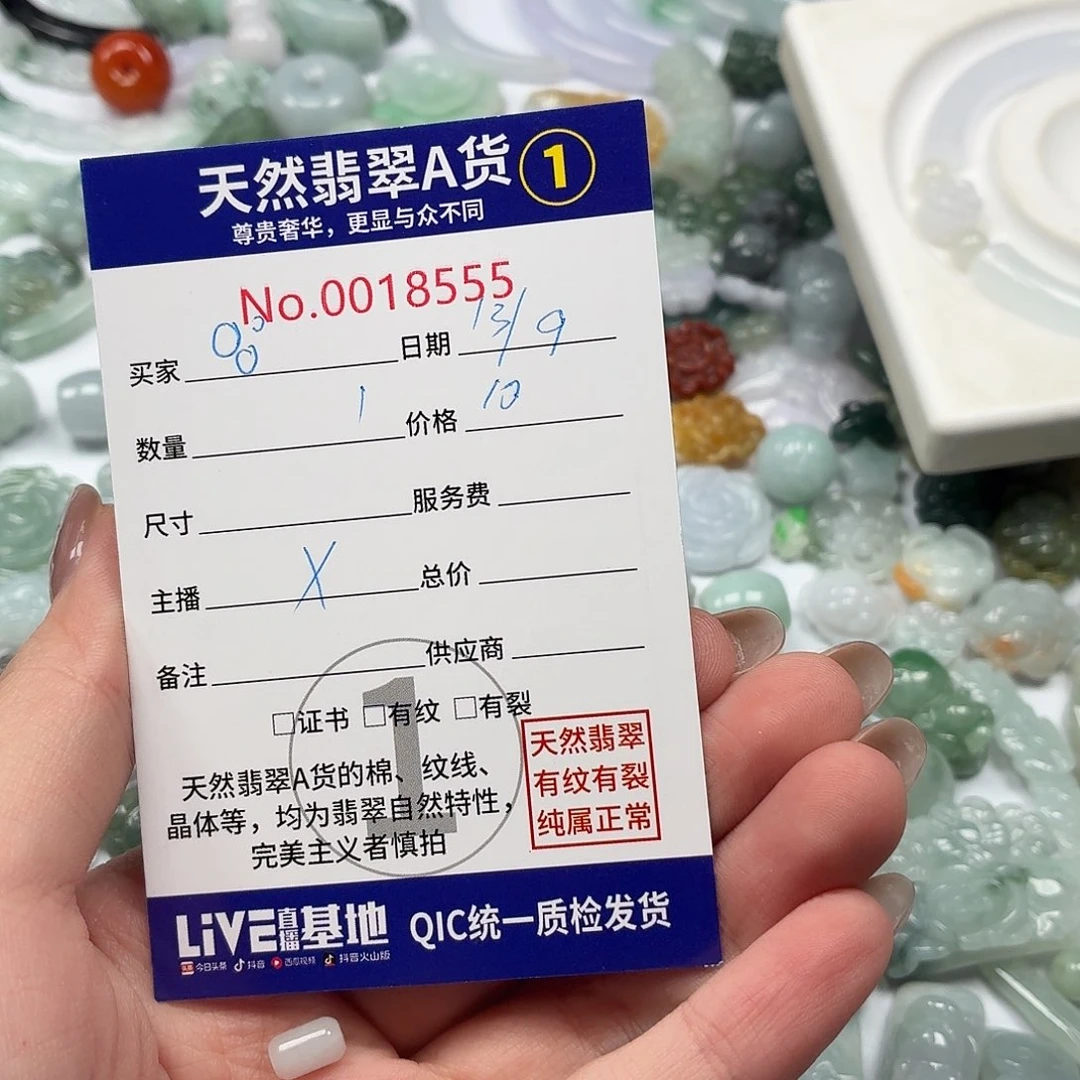 天然翡翠A货 1
尊贵奢华，更显与众不同
No.0018555
买家 日期 13/9
数量 1 价格 10
尺寸 服务费
主播 X 总价
备注 供应商
□证书 □有纹 □有裂
1
天然翡翠A货的棉、纹线、
晶体等，均为翡翠自然特性，
完美主义者慎拍
天然翡翠
有纹有裂
纯属正常
LiVE直播基地 QIC统一质检发货
今日头条 抖音 西瓜视频 抖音火山版